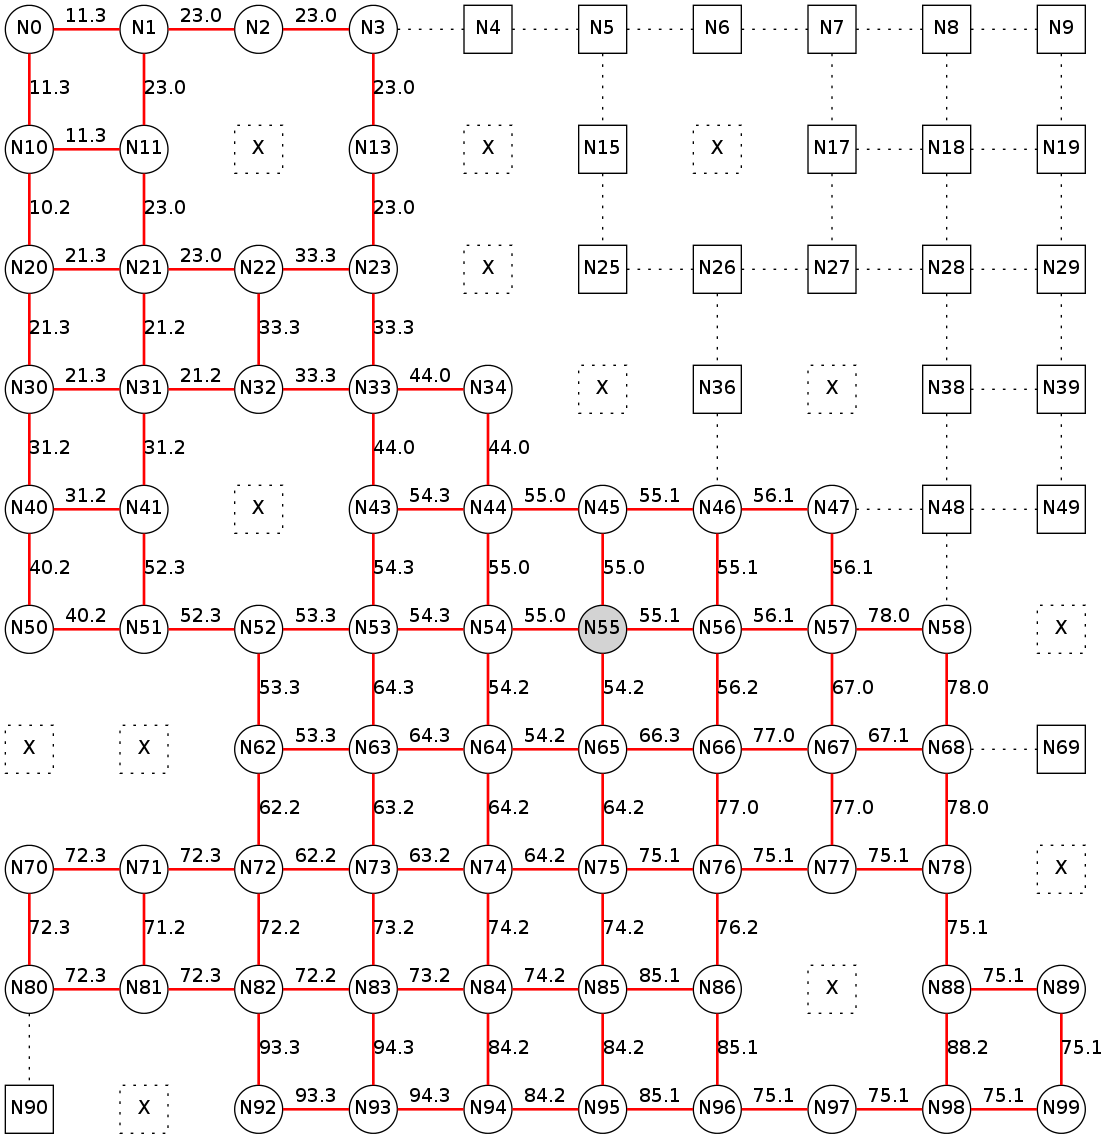 11.3 23.0 23.0
N0 N1 N2 N3 N4 N5 N6 N7 N8 N9
11.3 23.0 23.0
11.3
N10 N11 X N13 X N15 X N17 N18 N19
10.2 23.0 23.0
21.3 23.0 33.3
N20 N21 N22 N23 X N25 N26 N27 N28 N29
21.3 21.2 33.3 33.3
21.3 21.2 33.3 44.0
N30 N31 N32 N33 N34 X N36 X N38 N39
31.2 31.2 44.0 44.0
31.2 54.3 55.0 55.1 56.1
N40 N41 X N43 N44 N45 N46 N47 N48 N49
40.2 52.3 54.3 55.0 55.0 55.1 56.1
40.2 52.3 53.3 54.3 55.0 55.1 56.1 78.0
N50 N51 N52 N53 N54 N55 N56 N57 N58 X
53.3 64.3 54.2 54.2 56.2 67.0 78.0
53.3 64.3 54.2 66.3 77.0 67.1
X X N62 N63 N64 N65 N66 N67 N68 N69
62.2 63.2 64.2 64.2 77.0 77.0 78.0
72.3 72.3 62.2 63.2 64.2 75.1 75.1 75.1
N70 N71 N72 N73 N74 N75 N76 N77 N78 X
72.3 71.2 72.2 73.2 74.2 74.2 76.2 75.1
72.3 72.3 72.2 73.2 74.2 85.1 75.1
N80 N81 N82 N83 N84 N85 N86 X N88 N89
93.3 94.3 84.2 84.2 85.1 88.2 75.1
93.3 94.3 84.2 85.1 75.1 75.1 75.1
N90 X N92 N93 N94 N95 N96 N97 N98 N99